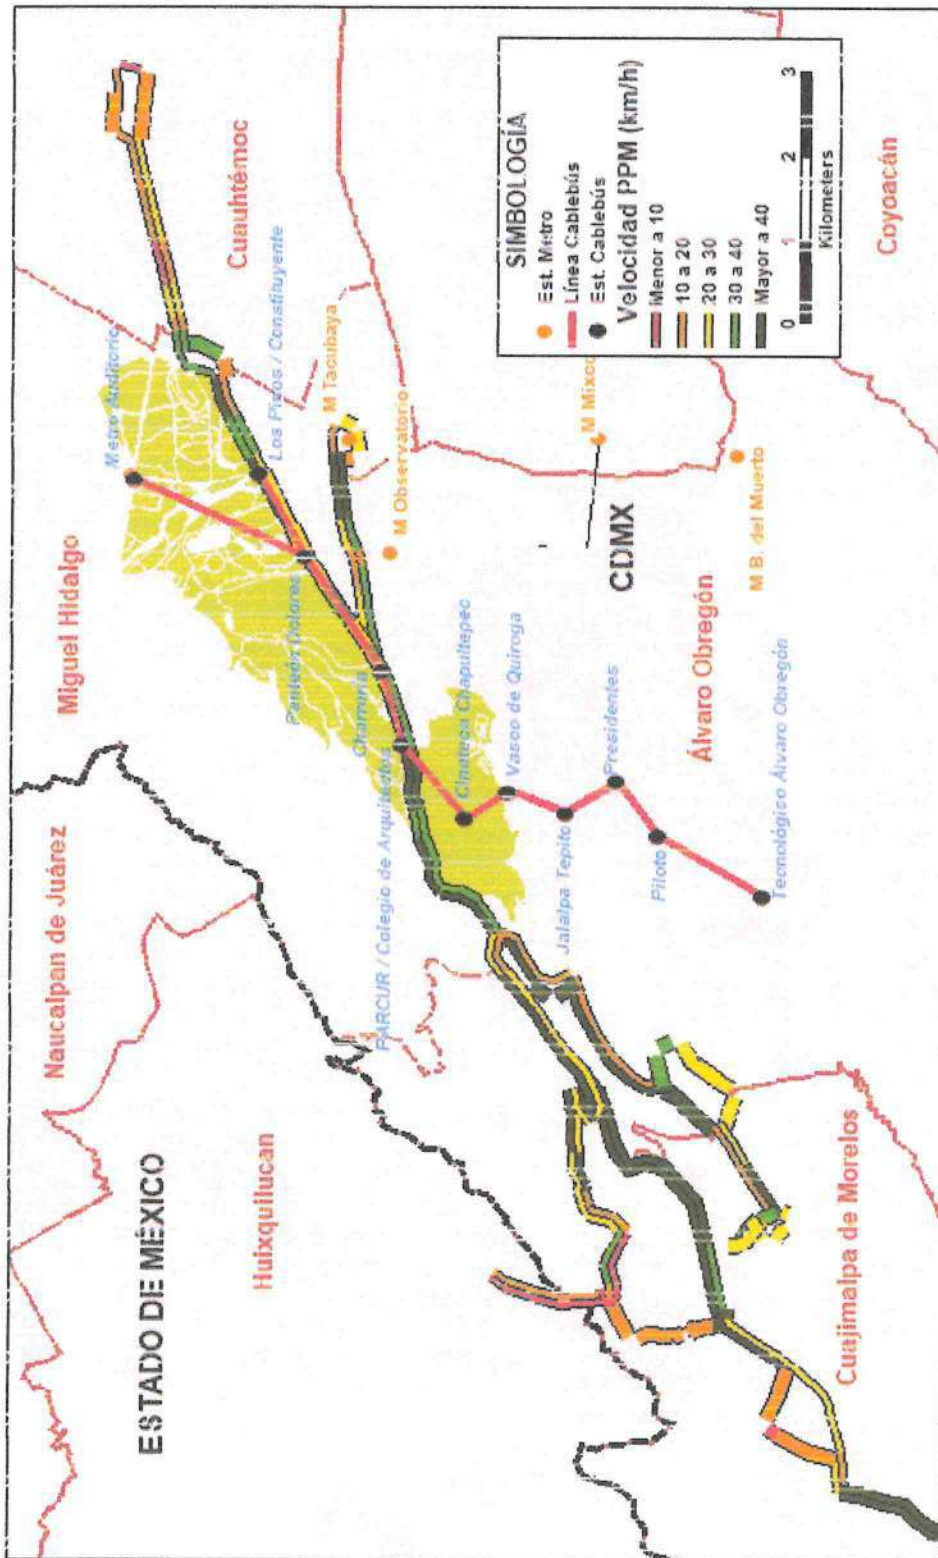 ESTADO DE MÉXICO
Naucalpan de Juárez
Miguel Hidalgo
Huixquilucan
Cuauhtémoc
Metro Auditorio
Los Pinos / Constituyente
Panteón Dolores
Charrería
PARCUR / Colegio de Arquitectos
Cineteca Chapultepec
Vasco de Quiroga
Jalalpa Tepito
Presidentes
Piloto
Tecnológico Álvaro Obregón
M Tacubaya
M Observatorio
M Mixco
M B. del Muerto
CDMX
Álvaro Obregón
Cuajimalpa de Morelos
Coyoacán
SIMBOLOGÍA
Est. Metro
Línea Cablebús
Est. Cablebús
Velocidad PPM (km/h)
Menor a 10
10 a 20
20 a 30
30 a 40
Mayor a 40
0 1 2 3
Kilometers